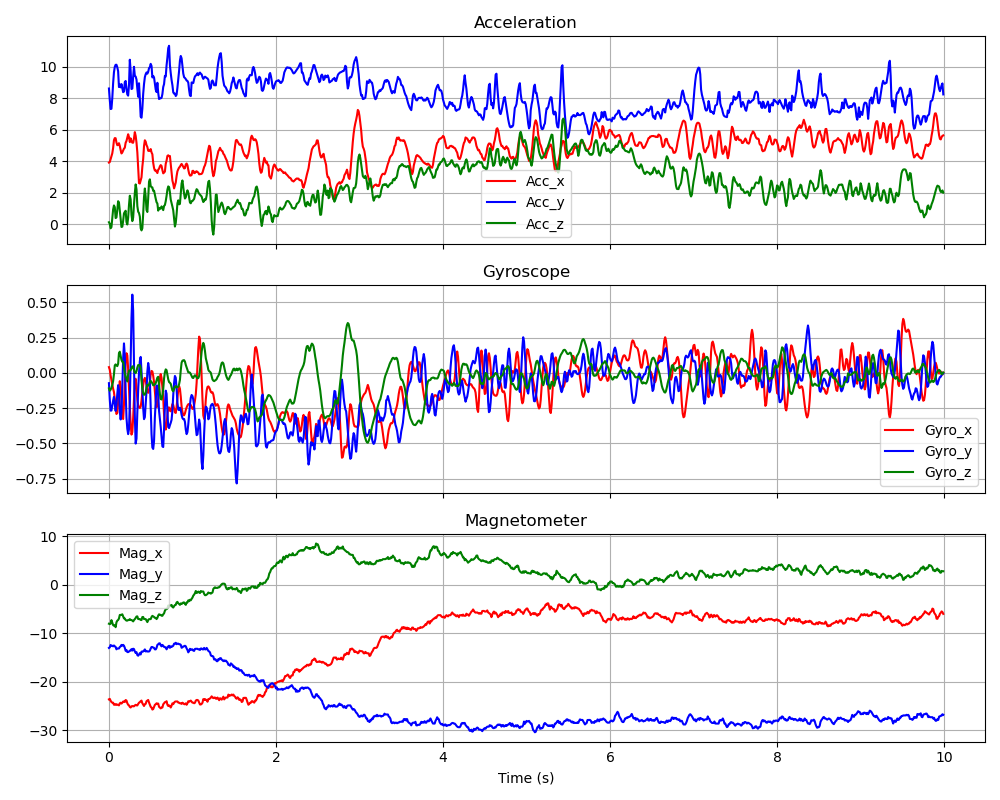 Acceleration
10
8
6
4
2
0
Acc_x
Acc_y
Acc_z
Gyroscope
0.50
0.25
0.00
−0.25
−0.50
−0.75
Gyro_x
Gyro_y
Gyro_z
Magnetometer
10
0
−10
−20
−30
Mag_x
Mag_y
Mag_z
0 2 4 6 8 10
Time (s)